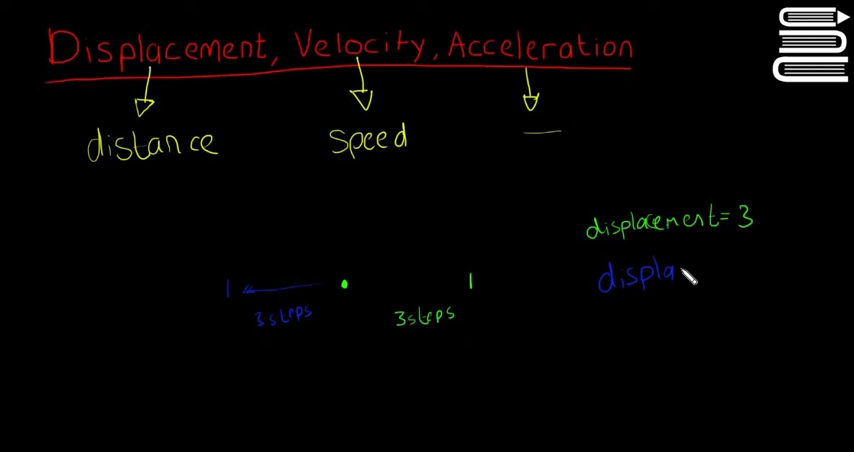 Displacement, Velocity, Acceleration
distance speed —
displacement = 3
displa
3 steps 3 steps